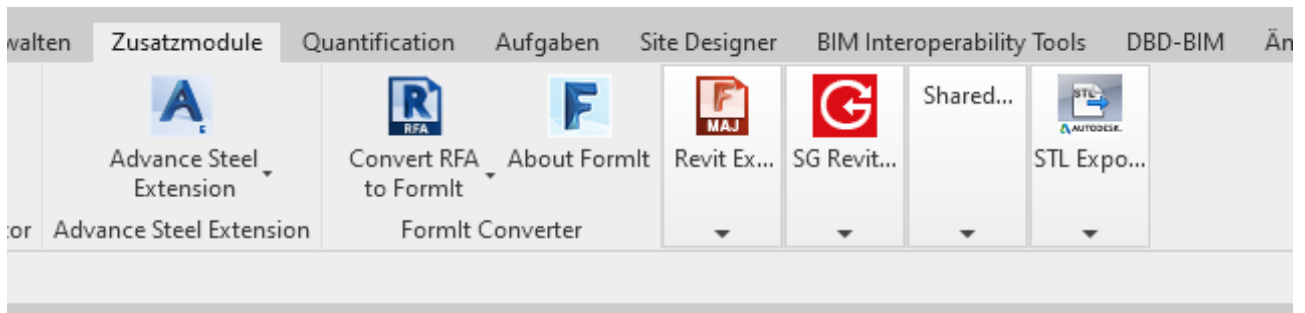 walten Zusatzmodule Quantification Aufgaben Site Designer BIM Interoperability Tools DBD-BIM Än
A
R
RFA
F
F
MAJ
G
STL
AUTODESK.
Shared...
Advance Steel
Extension
Convert RFA
to FormIt
About FormIt
Revit Ex...
SG Revit...
STL Expo...
tor Advance Steel Extension FormIt Converter